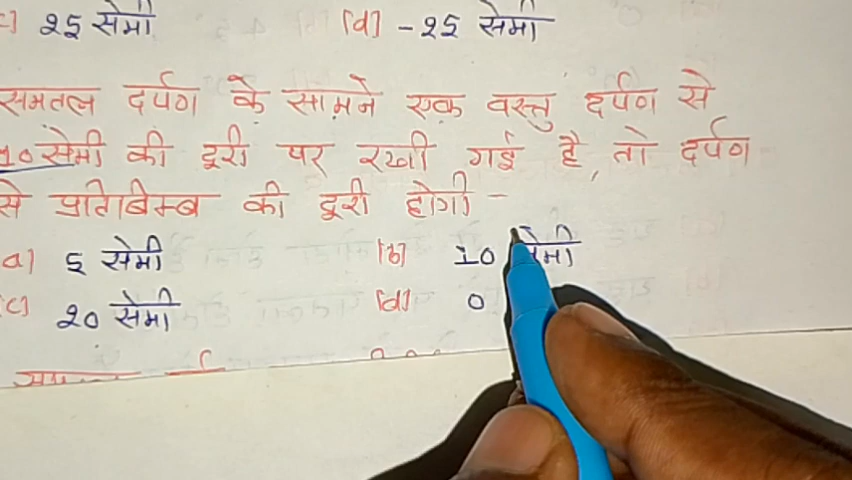 25 सेमी (d) -25 सेमी
समतल दर्पण के सामने एक वस्तु दर्पण से
10 सेमी की दूरी पर रखी गई है, तो दर्पण
से प्रतिबिम्ब की दूरी होगी -
(a) 5 सेमी (b) 10 सेमी
(c) 20 सेमी (d) 0